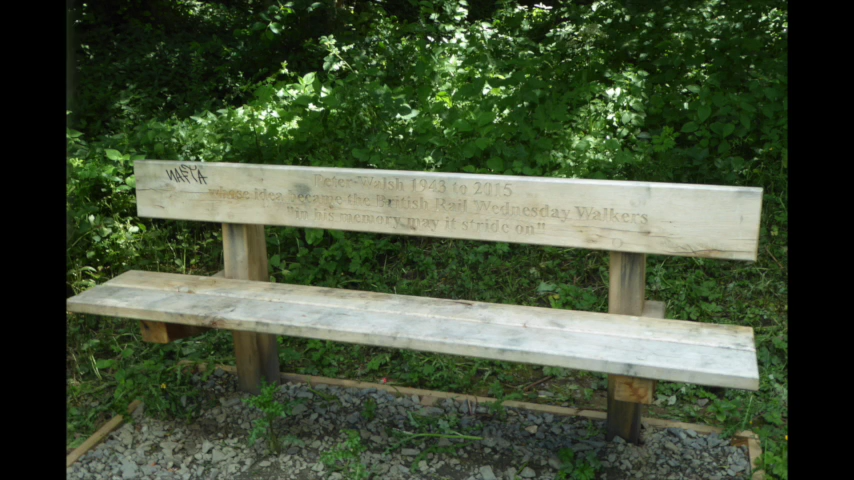 Peter Walsh 1943 to 2015
whose idea became the British Rail Wednesday Walkers
"in his memory may it stride on"